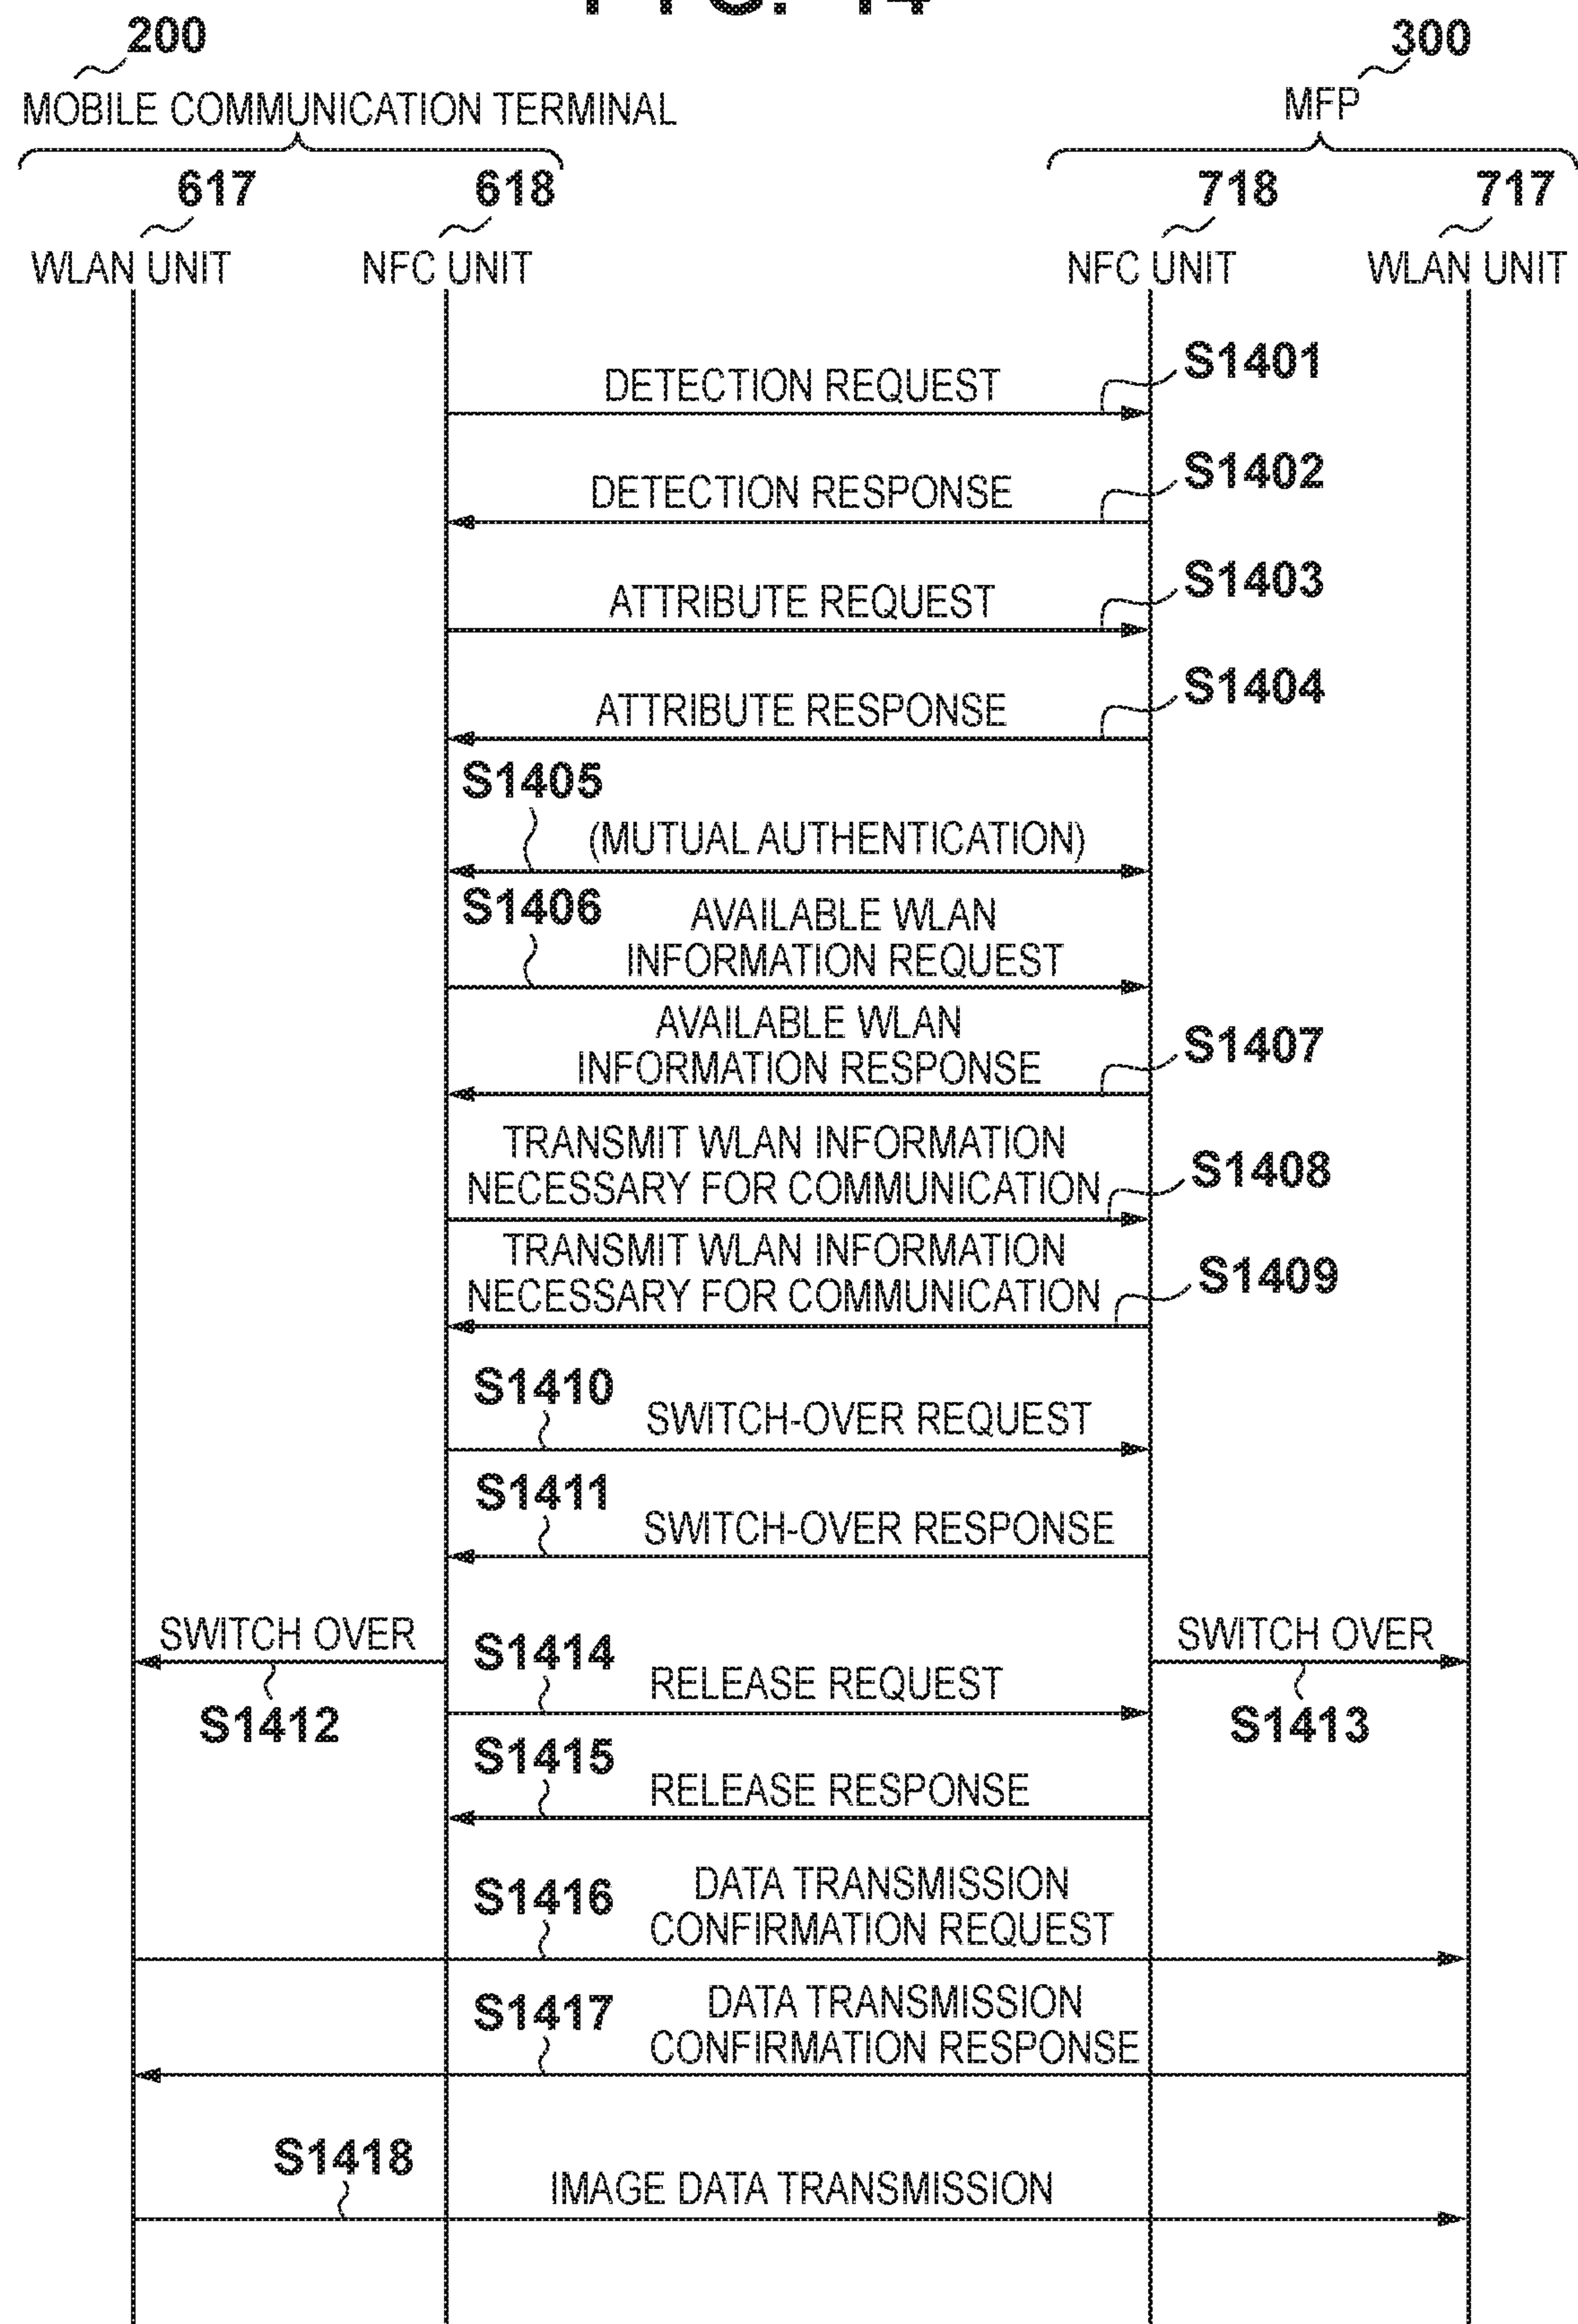 FIG. 14
200
300
MOBILE COMMUNICATION TERMINAL
MFP
617
618
718
717
WLAN UNIT
NFC UNIT
NFC UNIT
WLAN UNIT
DETECTION REQUEST
S1401
DETECTION RESPONSE
S1402
ATTRIBUTE REQUEST
S1403
ATTRIBUTE RESPONSE
S1404
S1405
(MUTUAL AUTHENTICATION)
S1406
AVAILABLE WLAN
INFORMATION REQUEST
AVAILABLE WLAN
INFORMATION RESPONSE
S1407
TRANSMIT WLAN INFORMATION
NECESSARY FOR COMMUNICATION
S1408
TRANSMIT WLAN INFORMATION
NECESSARY FOR COMMUNICATION
S1409
S1410
SWITCH-OVER REQUEST
S1411
SWITCH-OVER RESPONSE
SWITCH OVER
S1412
S1414
RELEASE REQUEST
SWITCH OVER
S1413
S1415
RELEASE RESPONSE
S1416
DATA TRANSMISSION
CONFIRMATION REQUEST
S1417
DATA TRANSMISSION
CONFIRMATION RESPONSE
S1418
IMAGE DATA TRANSMISSION